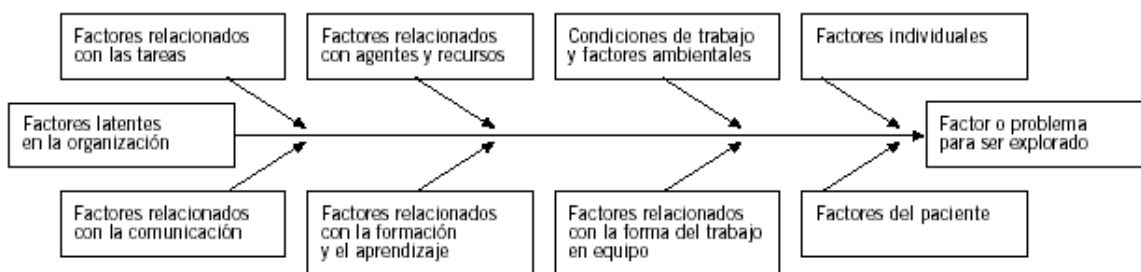 Factores relacionados
con las tareas
Factores relacionados
con agentes y recursos
Condiciones de trabajo
y factores ambientales
Factores individuales
Factores latentes
en la organización
Factor o problema
para ser explorado
Factores relacionados
con la comunicación
Factores relacionados
con la formación
y el aprendizaje
Factores relacionados
con la forma del trabajo
en equipo
Factores del paciente